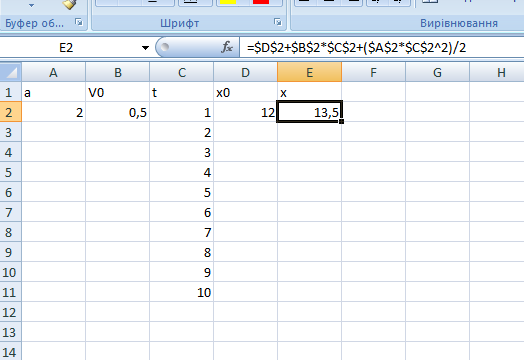 Буфер об...
Шрифт
Вирівнювання
E2
fx
=$D$2+$B$2*$C$2+($A$2*$C$2^2)/2
A B C D E F G H
1 a V0 t x0 x
2 2 0,5 1 12 13,5
3 2
4 3
5 4
6 5
7 6
8 7
9 8
10 9
11 10
12
13
14